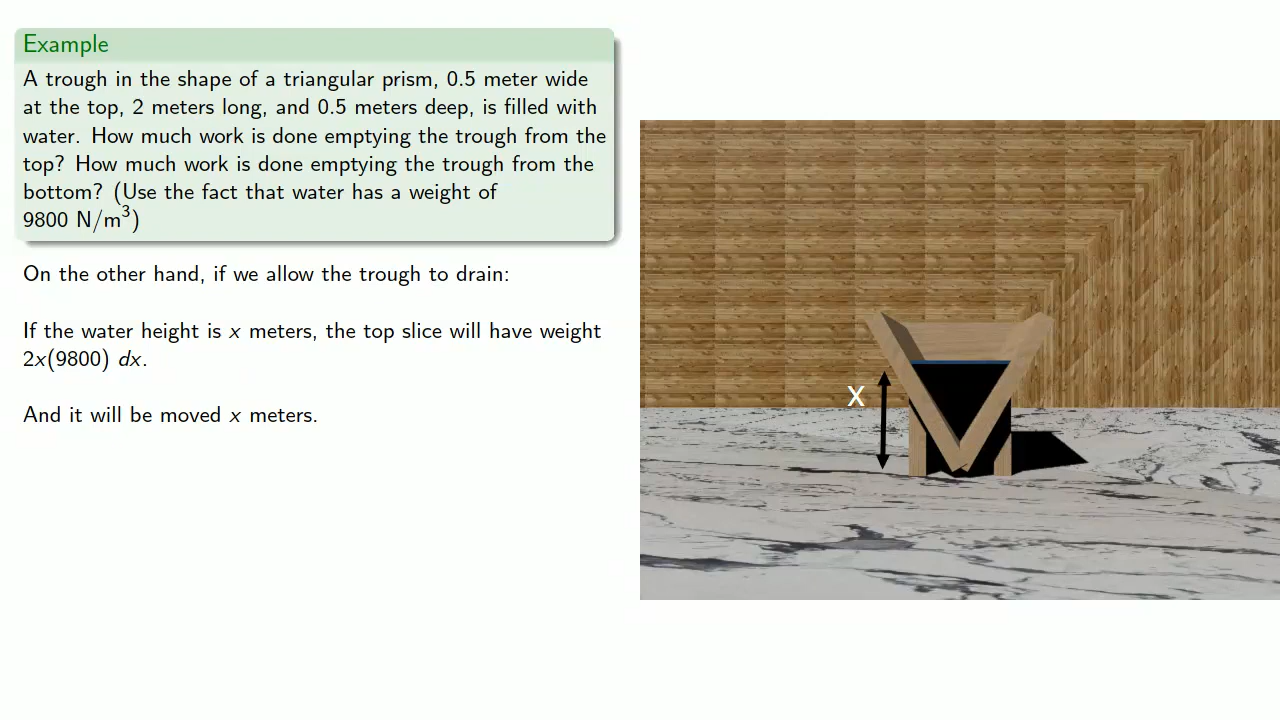 Example
A trough in the shape of a triangular prism, 0.5 meter wide
at the top, 2 meters long, and 0.5 meters deep, is filled with
water. How much work is done emptying the trough from the
top? How much work is done emptying the trough from the
bottom? (Use the fact that water has a weight of
9800 N/m³)
On the other hand, if we allow the trough to drain:
If the water height is x meters, the top slice will have weight
2x(9800) dx.
And it will be moved x meters.
X